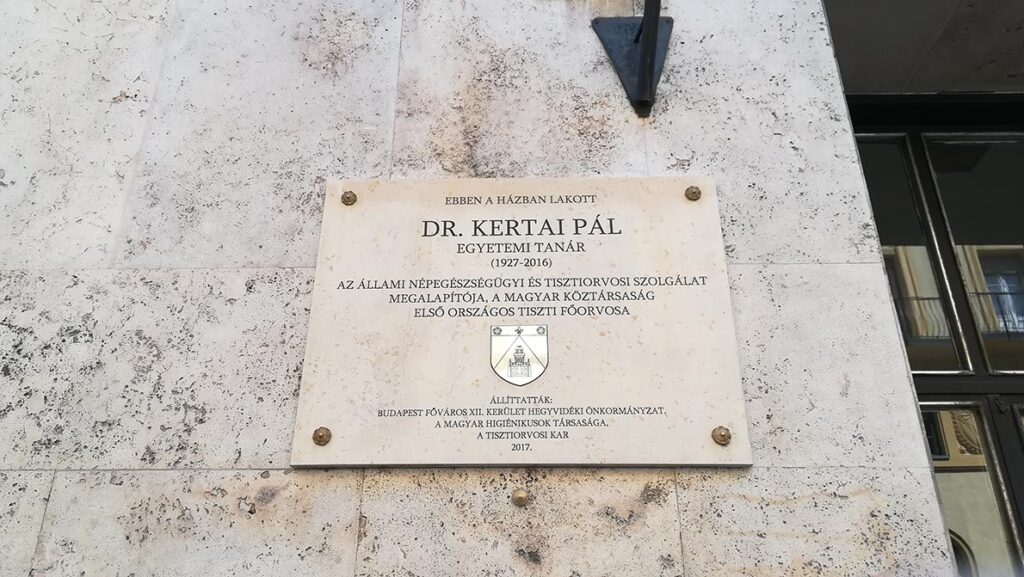 EBBEN A HÁZBAN LAKOTT
DR. KERTAI PÁL
EGYETEMI TANÁR
(1927-2016)
AZ ÁLLAMI NÉPEGÉSZSÉGÜGYI ÉS TISZTIORVOSI SZOLGÁLAT
MEGALAPÍTÓJA, A MAGYAR KÖZTÁRSASÁG
ELSŐ ORSZÁGOS TISZTI FŐORVOSA
ÁLLÍTTATTÁK:
BUDAPEST FŐVÁROS XII. KERÜLET HEGYVIDÉKI ÖNKORMÁNYZAT,
A MAGYAR HIGIÉNIKUSOK TÁRSASÁGA,
A TISZTIORVOSI KAR
2017.